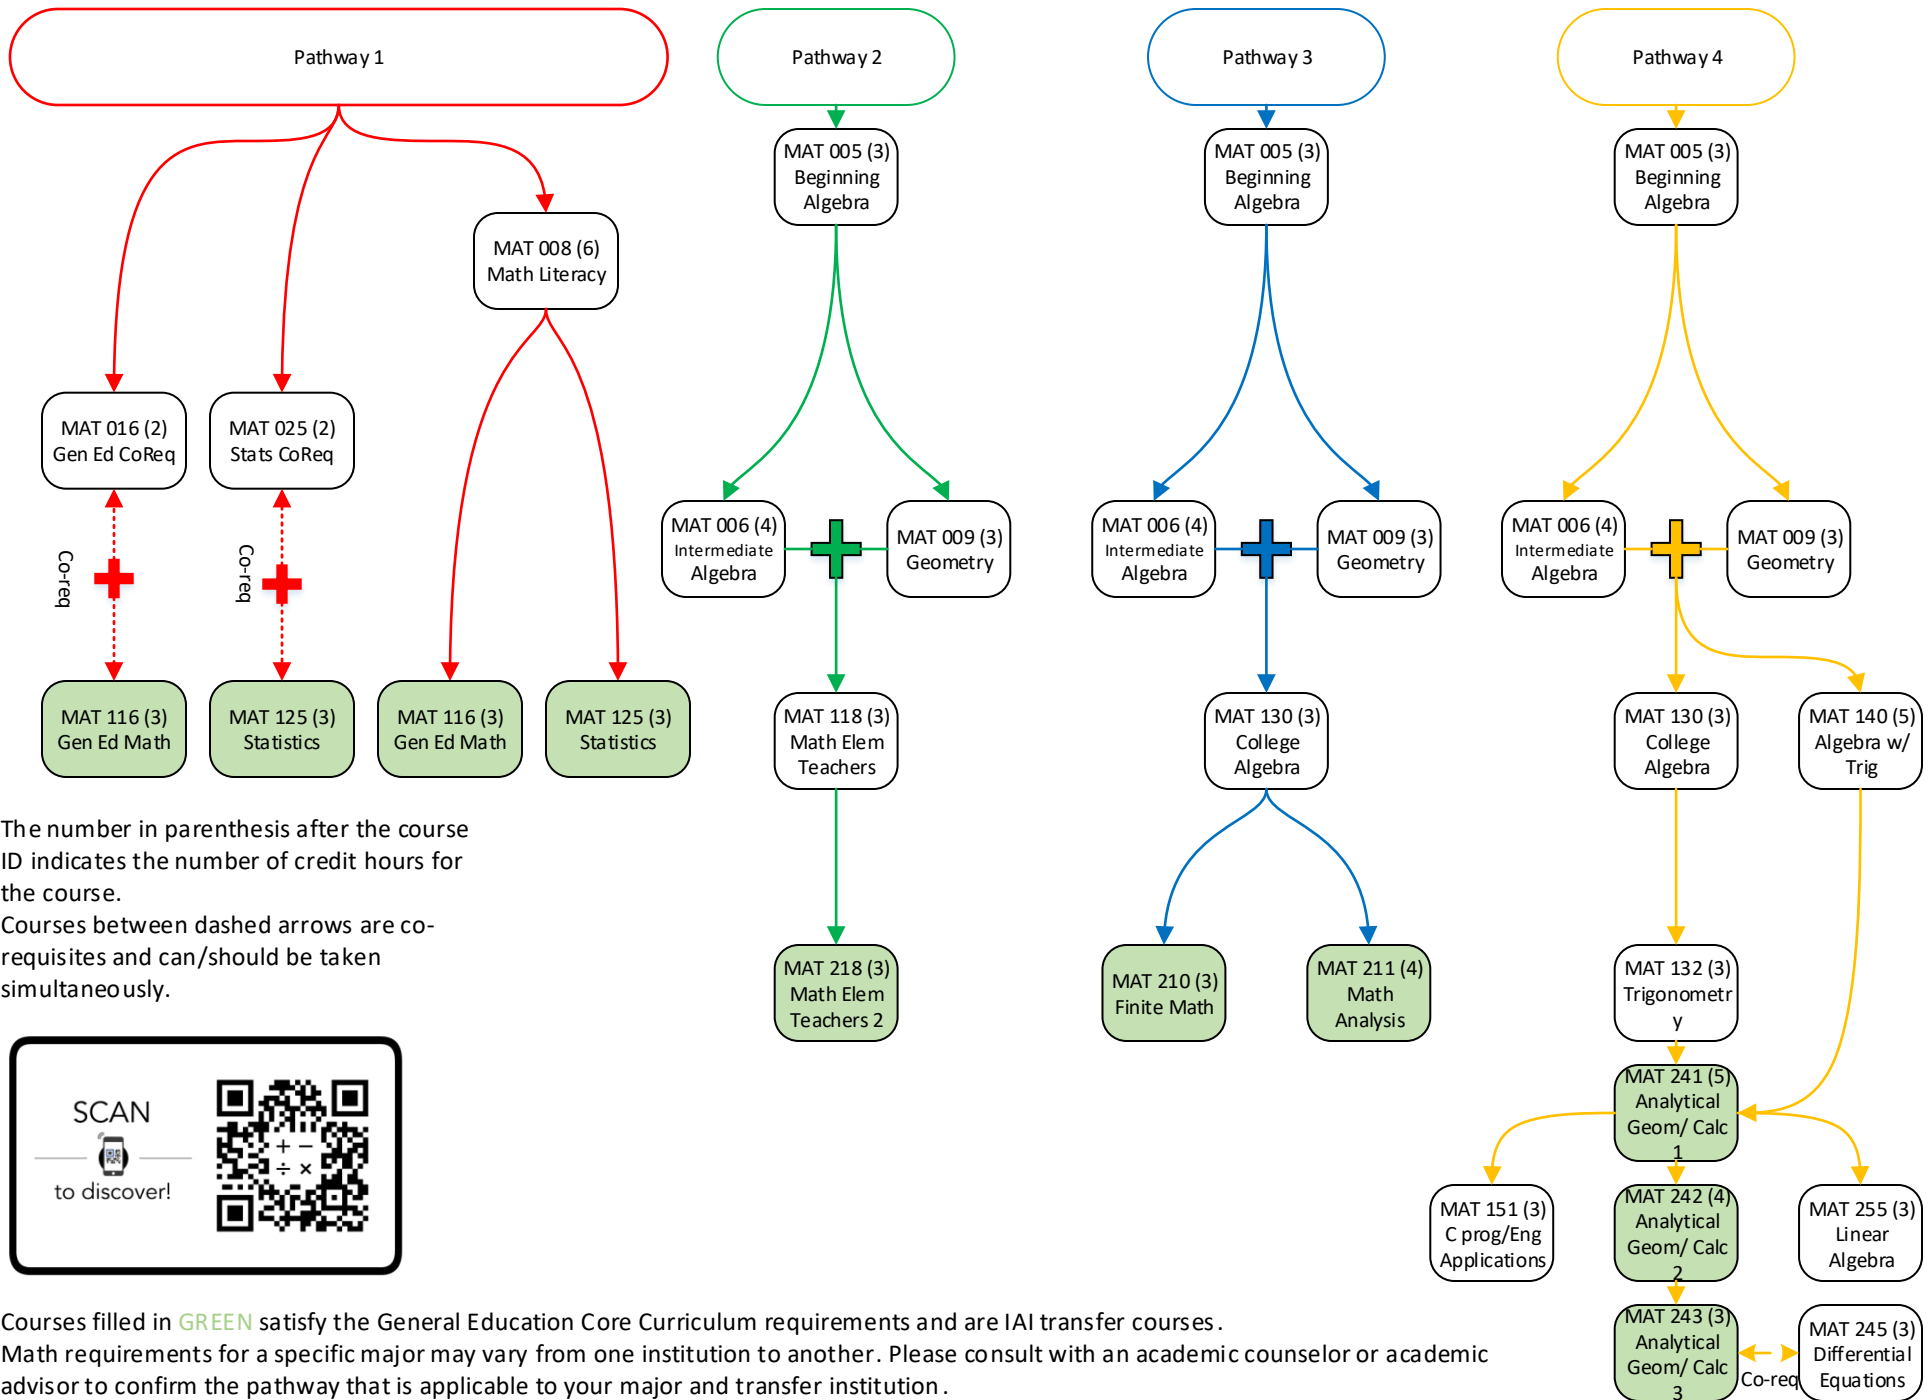 Pathway 1
Pathway 2
Pathway 3
Pathway 4
MAT 005 (3)
Beginning
Algebra
MAT 005 (3)
Beginning
Algebra
MAT 005 (3)
Beginning
Algebra
MAT 008 (6)
Math Literacy
MAT 016 (2)
Gen Ed CoReq
MAT 025 (2)
Stats CoReq
MAT 006 (4)
Intermediate
Algebra
MAT 009 (3)
Geometry
MAT 006 (4)
Intermediate
Algebra
MAT 009 (3)
Geometry
MAT 006 (4)
Intermediate
Algebra
MAT 009 (3)
Geometry
Co-req
Co-req
MAT 116 (3)
Gen Ed Math
MAT 125 (3)
Statistics
MAT 116 (3)
Gen Ed Math
MAT 125 (3)
Statistics
MAT 118 (3)
Math Elem
Teachers
MAT 130 (3)
College
Algebra
MAT 130 (3)
College
Algebra
MAT 140 (5)
Algebra w/
Trig
The number in parenthesis after the course
ID indicates the number of credit hours for
the course.
Courses between dashed arrows are co-
requisites and can/should be taken
simultaneously.
MAT 218 (3)
Math Elem
Teachers 2
MAT 210 (3)
Finite Math
MAT 211 (4)
Math
Analysis
MAT 132 (3)
Trigonometr
y
MAT 241 (5)
Analytical
Geom/ Calc
1
SCAN
to discover!
+ −
÷ ×
MAT 151 (3)
C prog/Eng
Applications
MAT 242 (4)
Analytical
Geom/ Calc
2
MAT 255 (3)
Linear
Algebra
MAT 243 (3)
Analytical
Geom/ Calc
3
Co-req
MAT 245 (3)
Differential
Equations
Courses filled in GREEN satisfy the General Education Core Curriculum requirements and are IAI transfer courses.
Math requirements for a specific major may vary from one institution to another. Please consult with an academic counselor or academic
advisor to confirm the pathway that is applicable to your major and transfer institution.